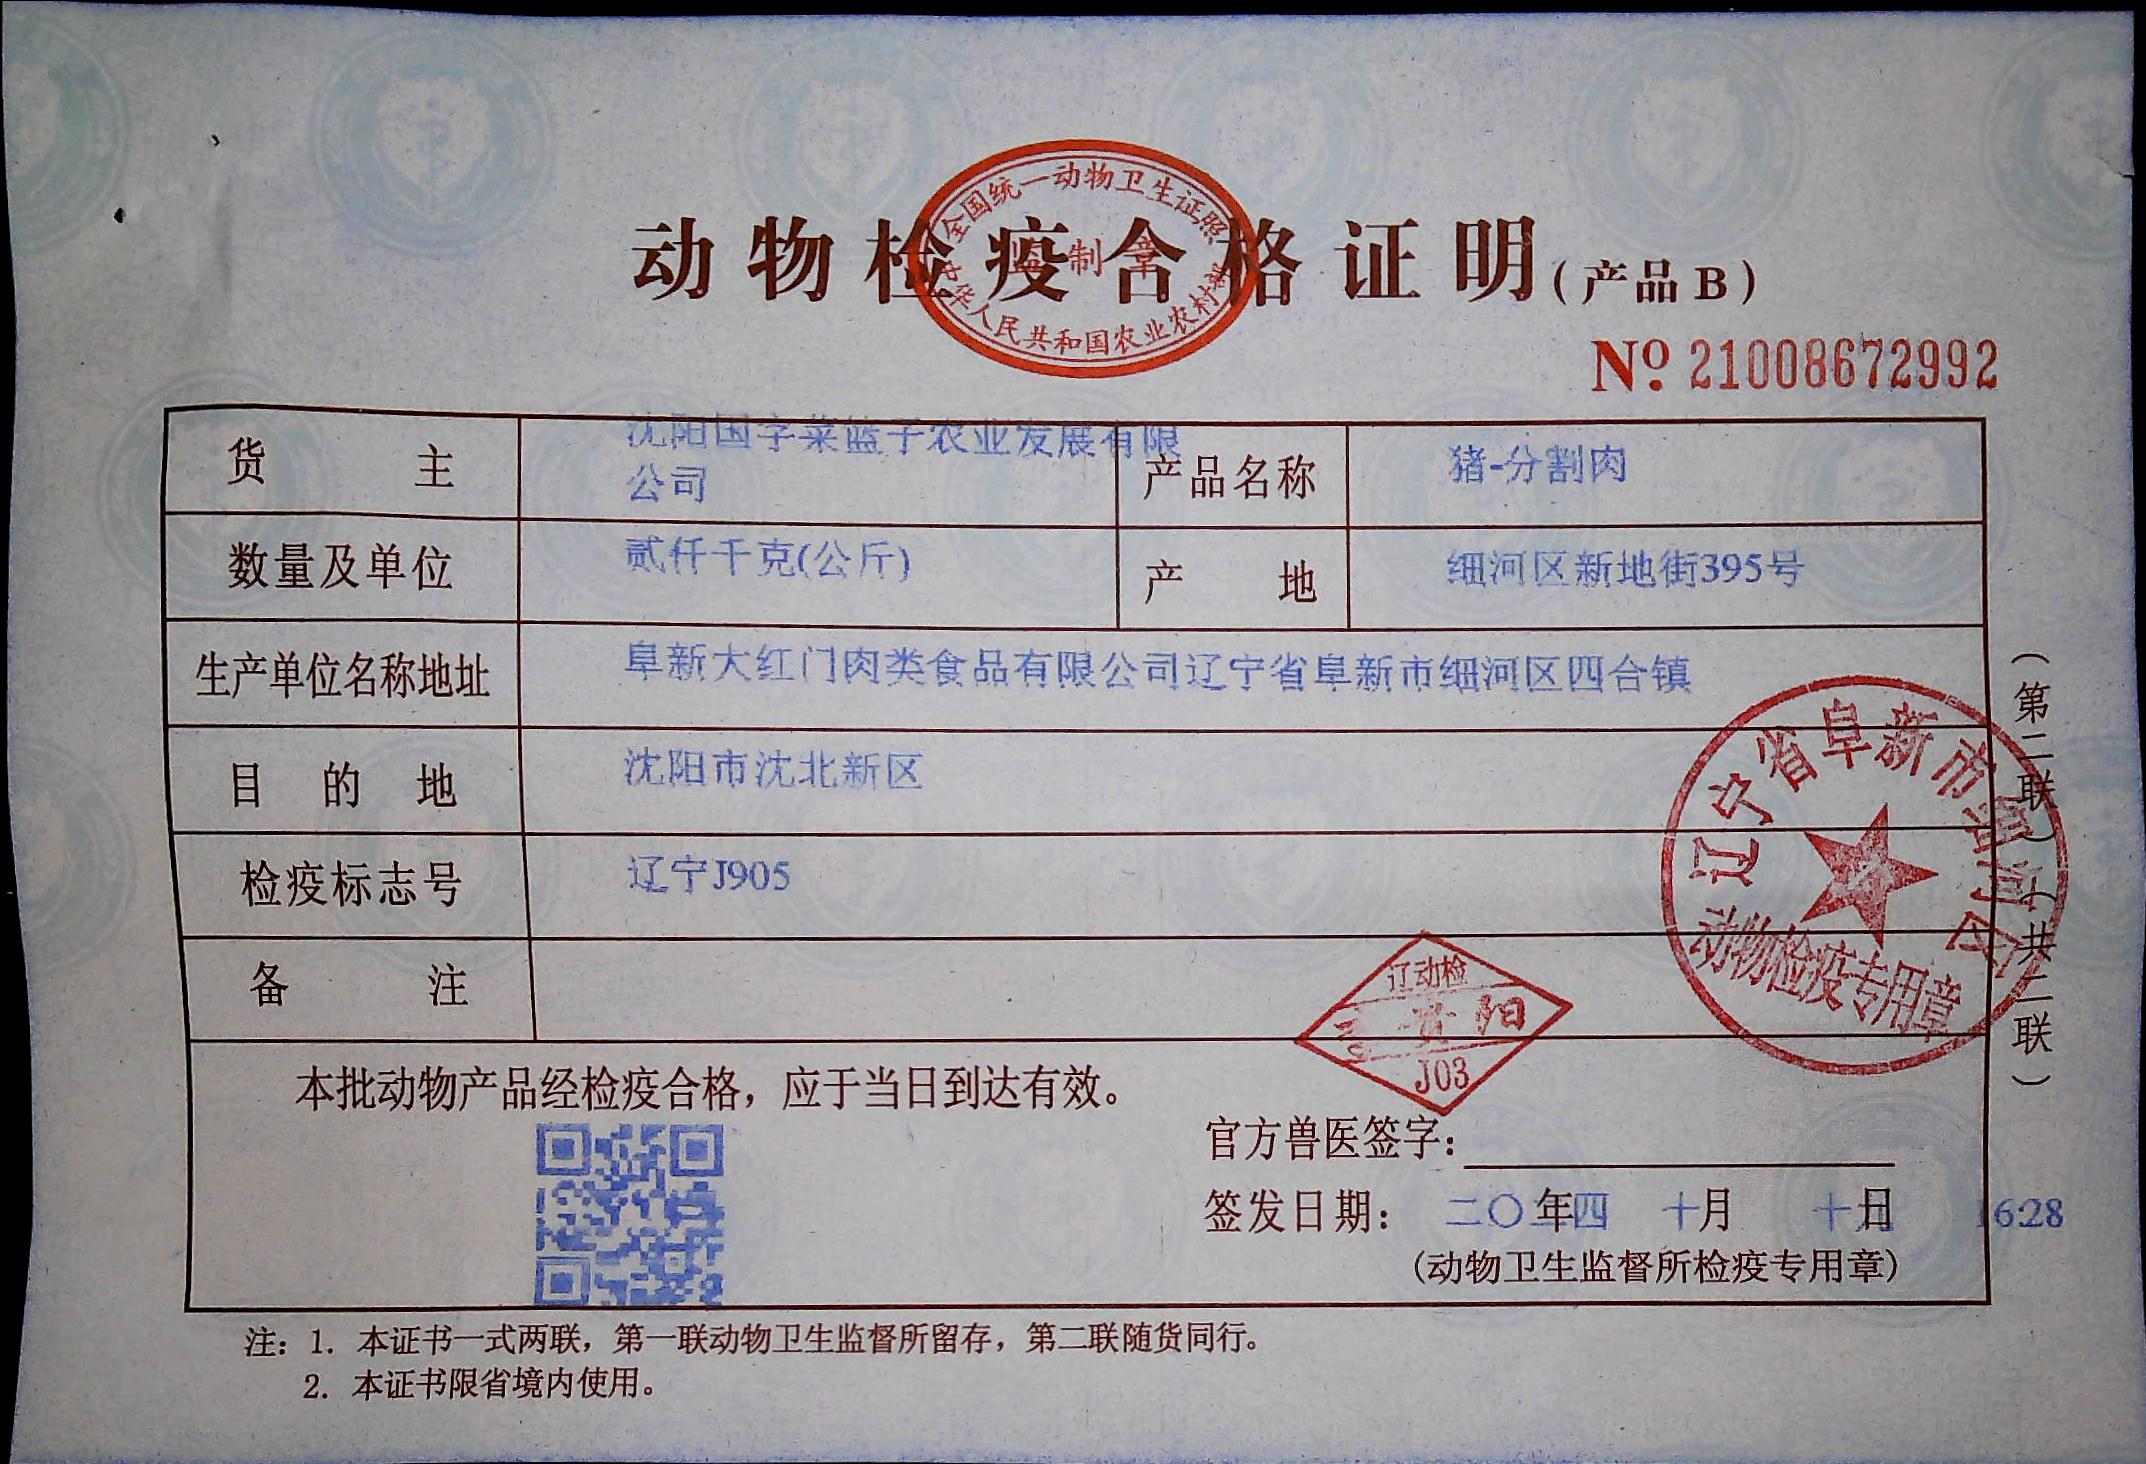 动物检疫合格证明(产品B)
全国统一动物卫生证照
监制章
中华人民共和国农业农村部
№ 21008672992
货主 沈阳国字菜篮子农业发展有限公司 产品名称 猪-分割肉
数量及单位 贰仟千克(公斤) 产地 细河区新地街395号
生产单位名称地址 阜新大红门肉类食品有限公司辽宁省阜新市细河区四合镇
目的地 沈阳市沈北新区
检疫标志号 辽宁J905
备注
(第二联)(共二联)
辽宁省阜新市细河区
动物检疫专用章
辽动检
阳
J03
本批动物产品经检疫合格，应于当日到达有效。
官方兽医签字：
签发日期： 二〇年四 十月 十日 16:28
(动物卫生监督所检疫专用章)
注：1. 本证书一式两联，第一联动物卫生监督所留存，第二联随货同行。
2. 本证书限省境内使用。